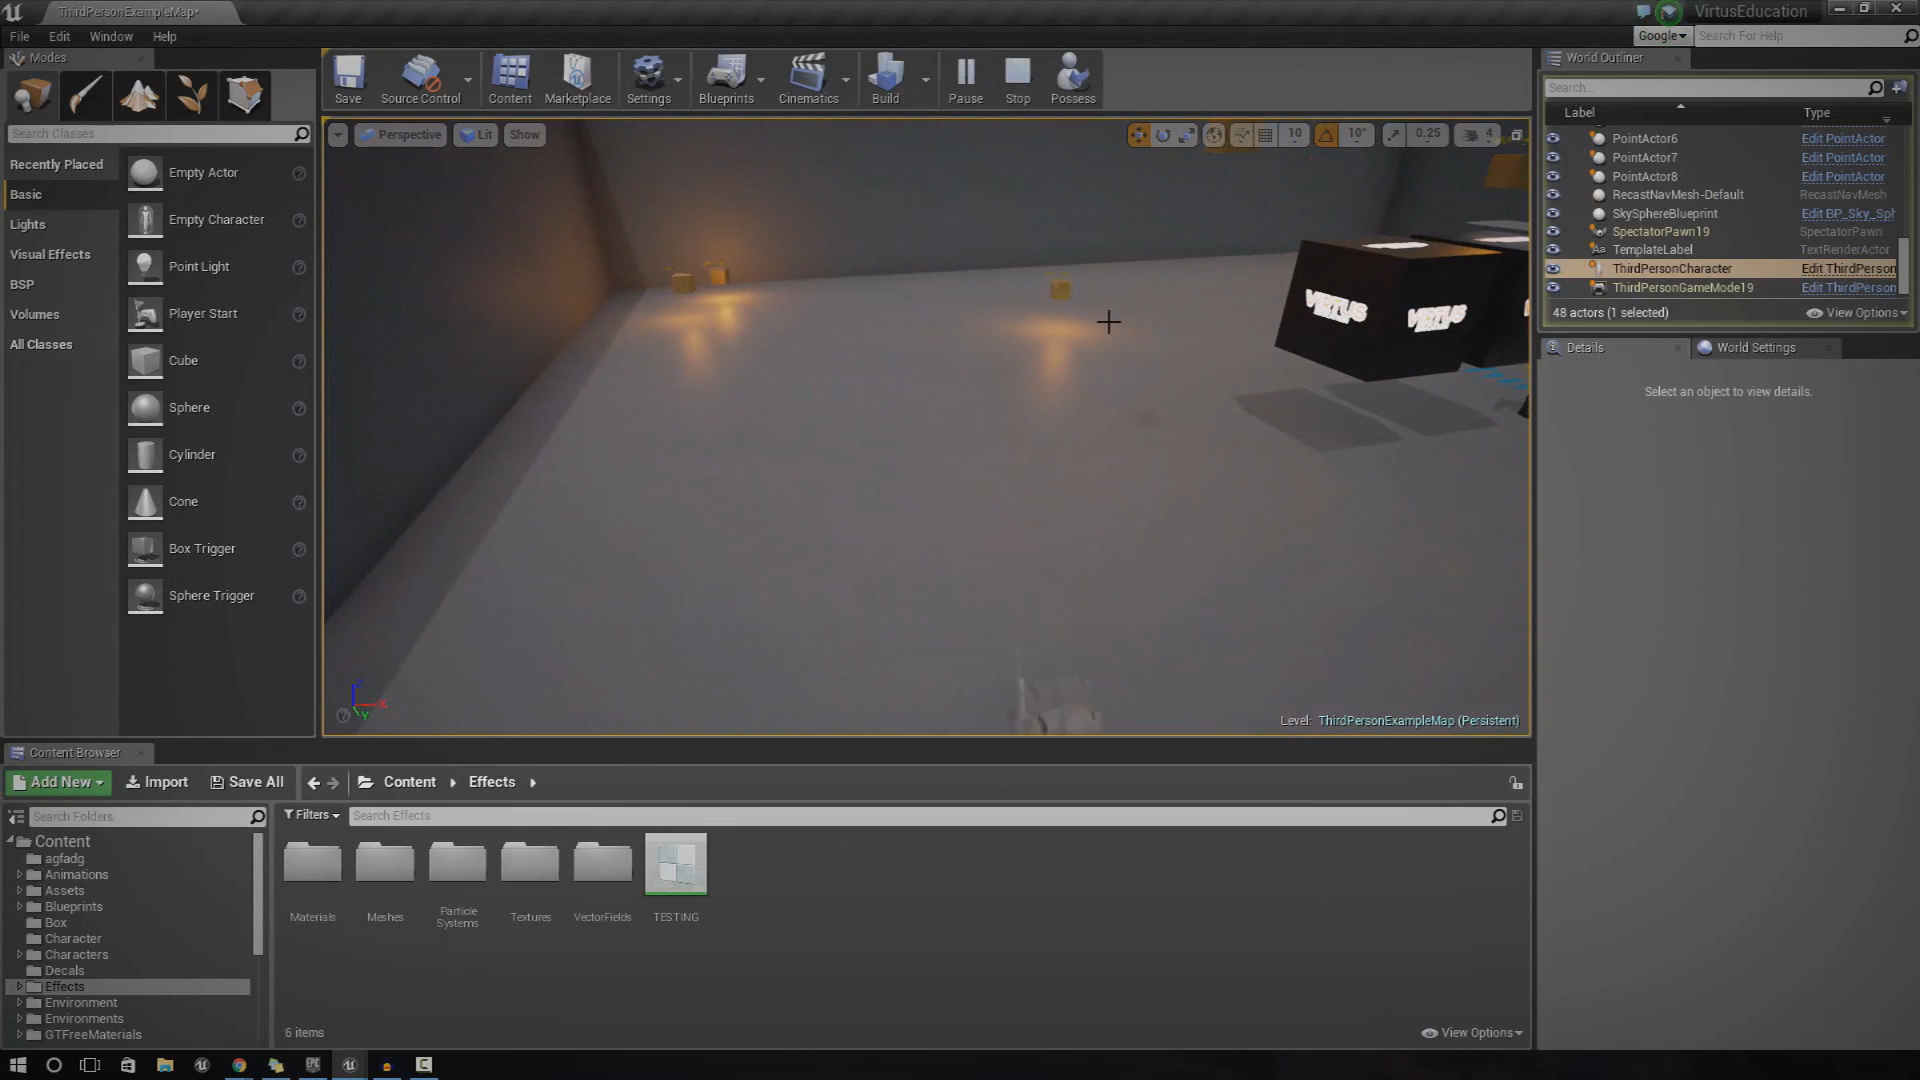 ThirdPersonExampleMap*
VirtusEducation
File Edit Window Help
Google Search For Help
Modes
Search Classes
Recently Placed
Basic
Lights
Visual Effects
BSP
Volumes
All Classes
Empty Actor
Empty Character
Point Light
Player Start
Cube
Sphere
Cylinder
Cone
Box Trigger
Sphere Trigger
Save Source Control Content Marketplace Settings Blueprints Cinematics Build Pause Stop Possess
Perspective Lit Show
10 10° 0.25 4
VIRTUS VIRTUS
Level: ThirdPersonExampleMap (Persistent)
World Outliner
Search...
Label Type
PointActor6 Edit PointActor
PointActor7 Edit PointActor
PointActor8 Edit PointActor
RecastNavMesh-Default RecastNavMesh
SkySphereBlueprint Edit BP_Sky_Sph
SpectatorPawn19 SpectatorPawn
TemplateLabel TextRenderActor
ThirdPersonCharacter Edit ThirdPerson
ThirdPersonGameMode19 Edit ThirdPerson
48 actors (1 selected) View Options
Details World Settings
Select an object to view details.
Content Browser
Add New Import Save All Content Effects
Search Folders
Filters Search Effects
Content
agfadg
Animations
Assets
Blueprints
Box
Character
Characters
Decals
Effects
Environment
Environments
GTFreeMaterials
Materials
Meshes
Particle
Systems
Textures
VectorFields
TESTING
6 items View Options